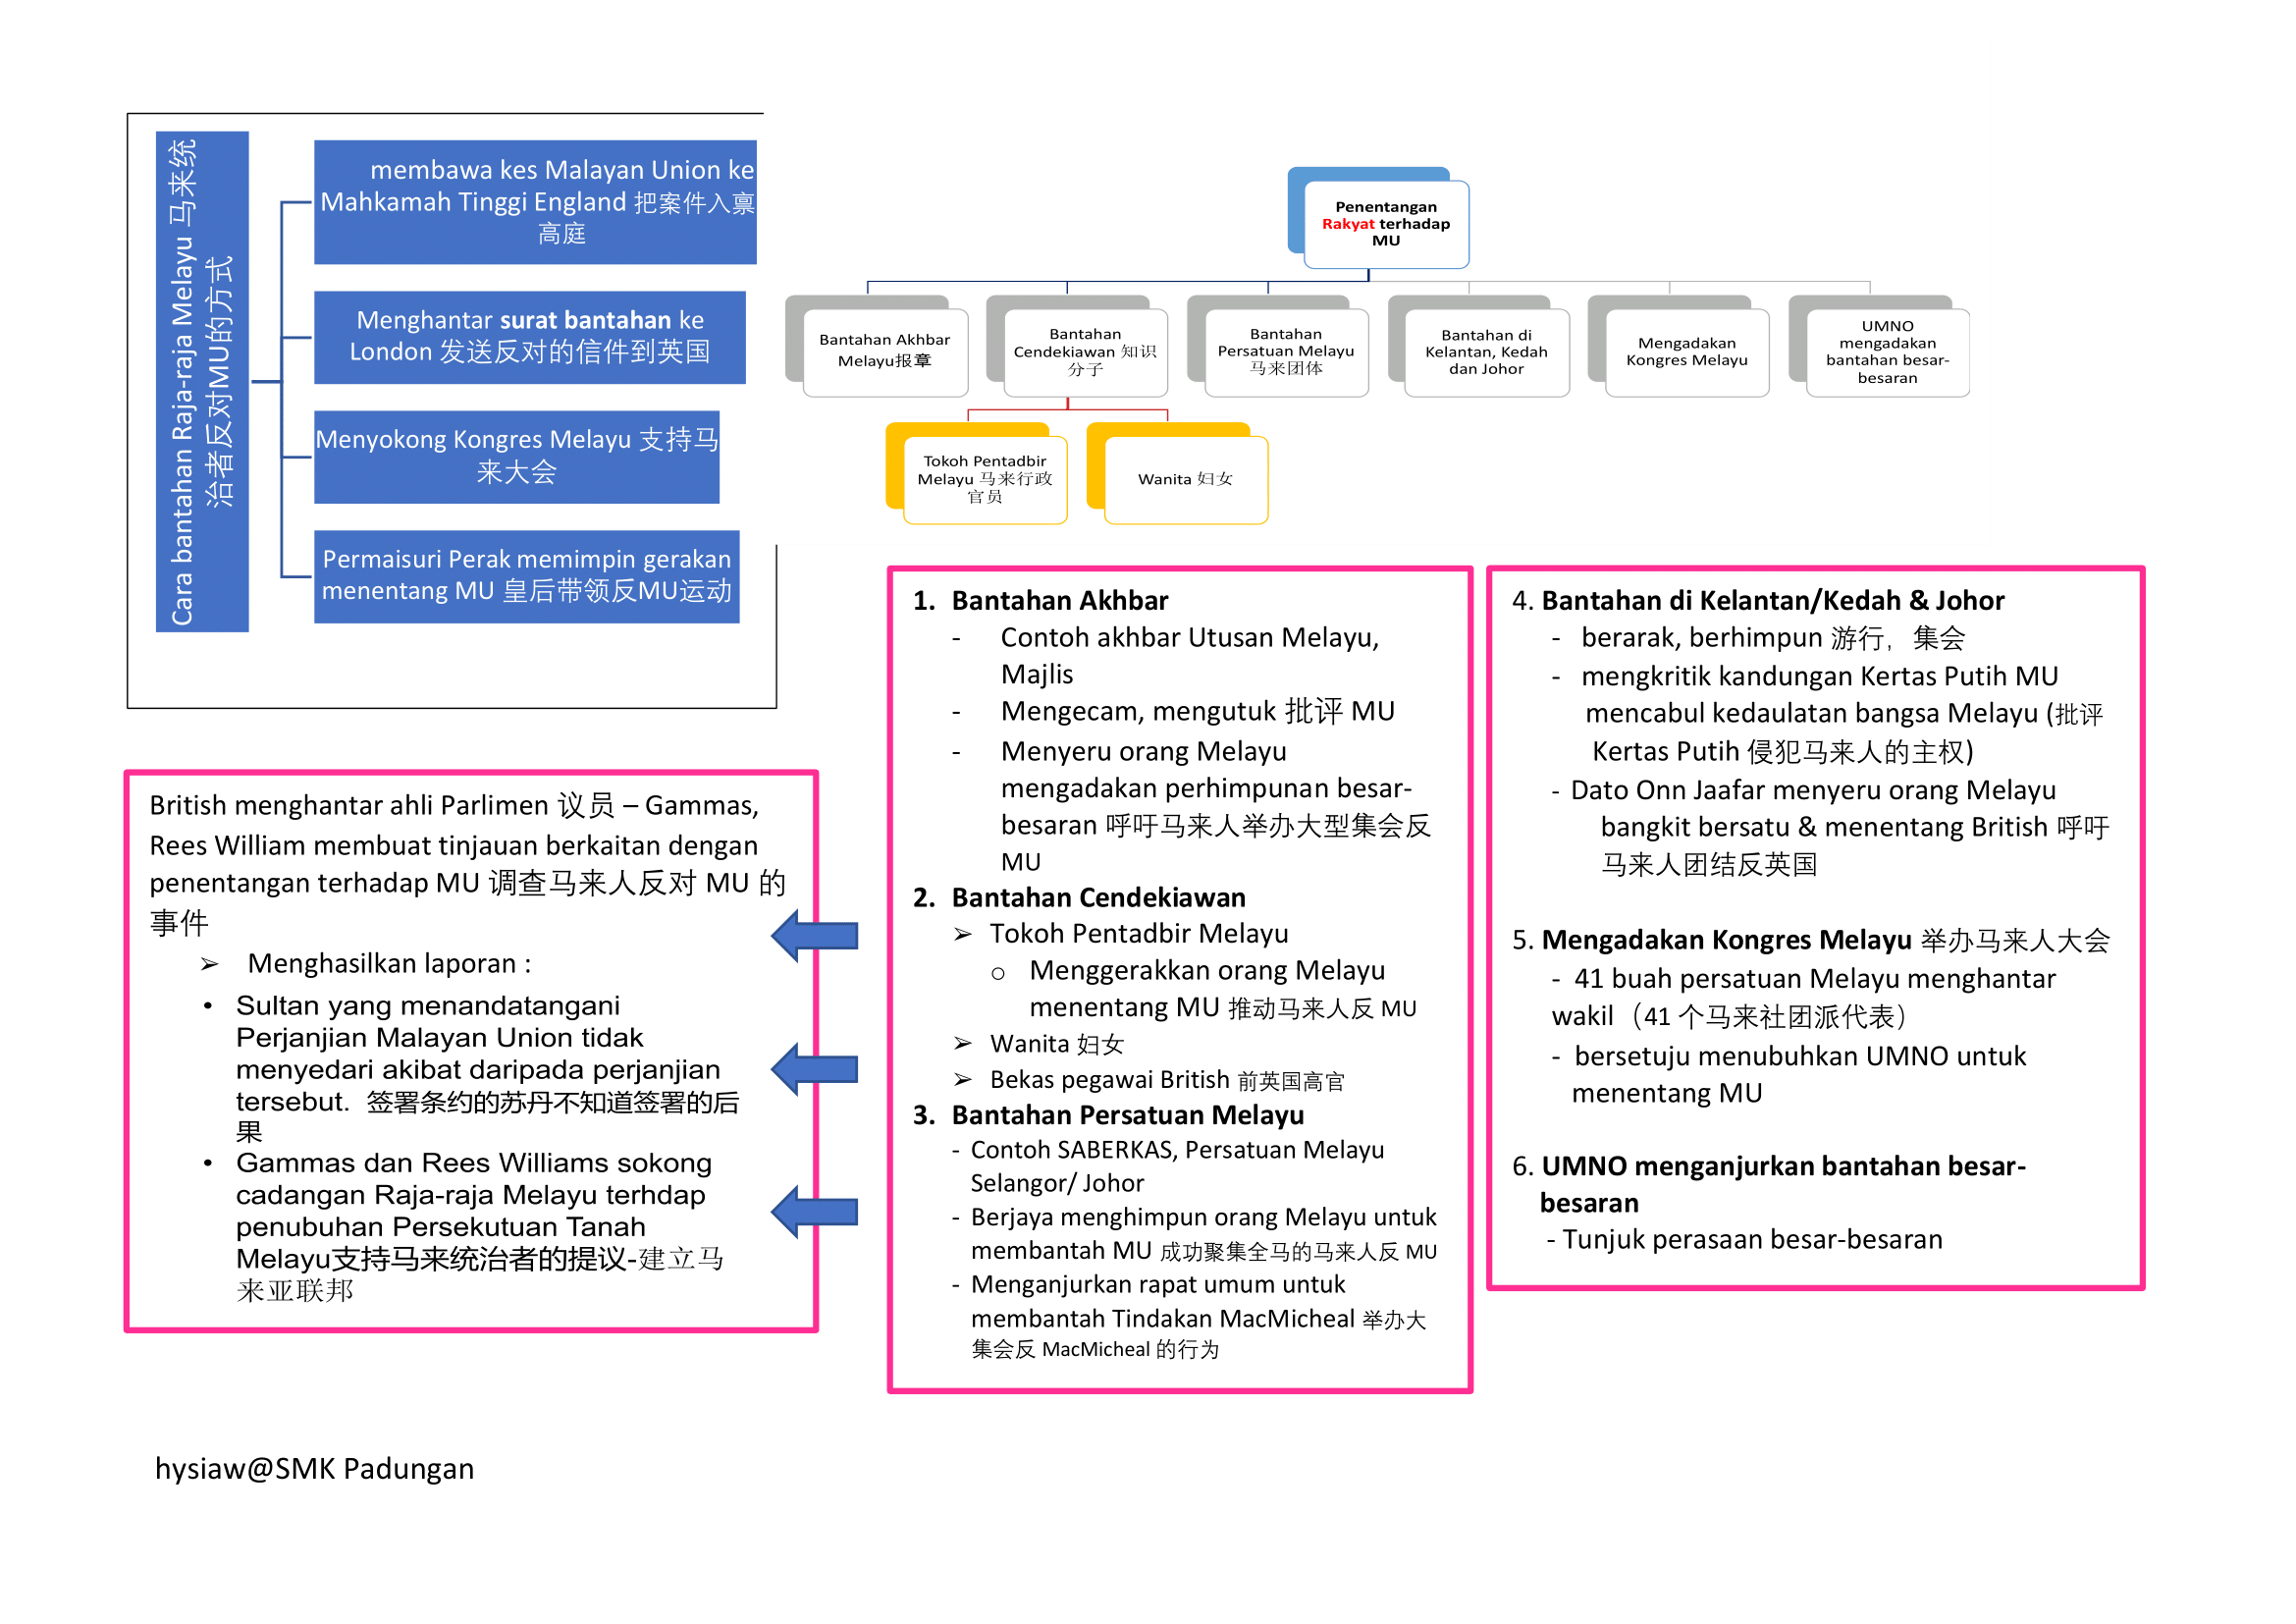 Cara bantahan Raja-raja Melayu 马来统
治者反对MU的方式
membawa kes Malayan Union ke
Mahkamah Tinggi England 把案件入禀
高庭
Menghantar surat bantahan ke
London 发送反对的信件到英国
Menyokong Kongres Melayu 支持马
来大会
Permaisuri Perak memimpin gerakan
menentang MU 皇后带领反MU运动
Penentangan
Rakyat terhadap
MU
Bantahan Akhbar
Melayu报章
Bantahan
Cendekiawan 知识
分子
Bantahan
Persatuan Melayu
马来团体
Bantahan di
Kelantan, Kedah
dan Johor
Mengadakan
Kongres Melayu
UMNO
mengadakan
bantahan besar-
besaran
Tokoh Pentadbir
Melayu 马来行政
官员
Wanita 妇女
British menghantar ahli Parlimen 议员 – Gammas,
Rees William membuat tinjauan berkaitan dengan
penentangan terhadap MU 调查马来人反对 MU 的
事件
➢ Menghasilkan laporan :
• Sultan yang menandatangani
Perjanjian Malayan Union tidak
menyedari akibat daripada perjanjian
tersebut. 签署条约的苏丹不知道签署的后
果
• Gammas dan Rees Williams sokong
cadangan Raja-raja Melayu terhdap
penubuhan Persekutuan Tanah
Melayu支持马来统治者的提议-建立马
来亚联邦
1. Bantahan Akhbar
- Contoh akhbar Utusan Melayu,
Majlis
- Mengecam, mengutuk 批评 MU
- Menyeru orang Melayu
mengadakan perhimpunan besar-
besaran 呼吁马来人举办大型集会反
MU
2. Bantahan Cendekiawan
➢ Tokoh Pentadbir Melayu
o Menggerakkan orang Melayu
menentang MU 推动马来人反 MU
➢ Wanita 妇女
➢ Bekas pegawai British 前英国高官
3. Bantahan Persatuan Melayu
- Contoh SABERKAS, Persatuan Melayu
Selangor/ Johor
- Berjaya menghimpun orang Melayu untuk
membantah MU 成功聚集全马的马来人反 MU
- Menganjurkan rapat umum untuk
membantah Tindakan MacMicheal 举办大
集会反 MacMicheal 的行为
4. Bantahan di Kelantan/Kedah & Johor
- berarak, berhimpun 游行，集会
- mengkritik kandungan Kertas Putih MU
mencabul kedaulatan bangsa Melayu (批评
Kertas Putih 侵犯马来人的主权)
- Dato Onn Jaafar menyeru orang Melayu
bangkit bersatu & menentang British 呼吁
马来人团结反英国
5. Mengadakan Kongres Melayu 举办马来人大会
- 41 buah persatuan Melayu menghantar
wakil（41 个马来社团派代表）
- bersetuju menubuhkan UMNO untuk
menentang MU
6. UMNO menganjurkan bantahan besar-
besaran
- Tunjuk perasaan besar-besaran
hysiaw@SMK Padungan